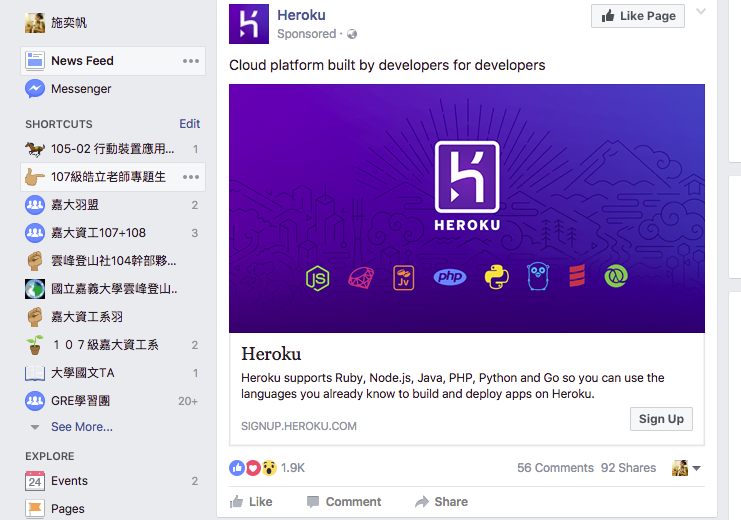 施奕帆
News Feed
Messenger
SHORTCUTS Edit
105-02 行動裝置應用... 1
107級皓立老師專題生
嘉大羽盟 2
嘉大資工107+108 3
雲峰登山社104幹部夥...
國立嘉義大學雲峰登山..
嘉大資工系羽
１０７級嘉大資工系 2
大學國文TA 1
GRE學習團 20+
See More...
EXPLORE
Events 2
24
Pages
Heroku
Sponsored ·
Like Page
Cloud platform built by developers for developers
HEROKU
JS
Jv
php
Heroku
Heroku supports Ruby, Node.js, Java, PHP, Python and Go so you can use the
languages you already know to build and deploy apps on Heroku.
SIGNUP.HEROKU.COM
Sign Up
1.9K 56 Comments 92 Shares
Like Comment Share